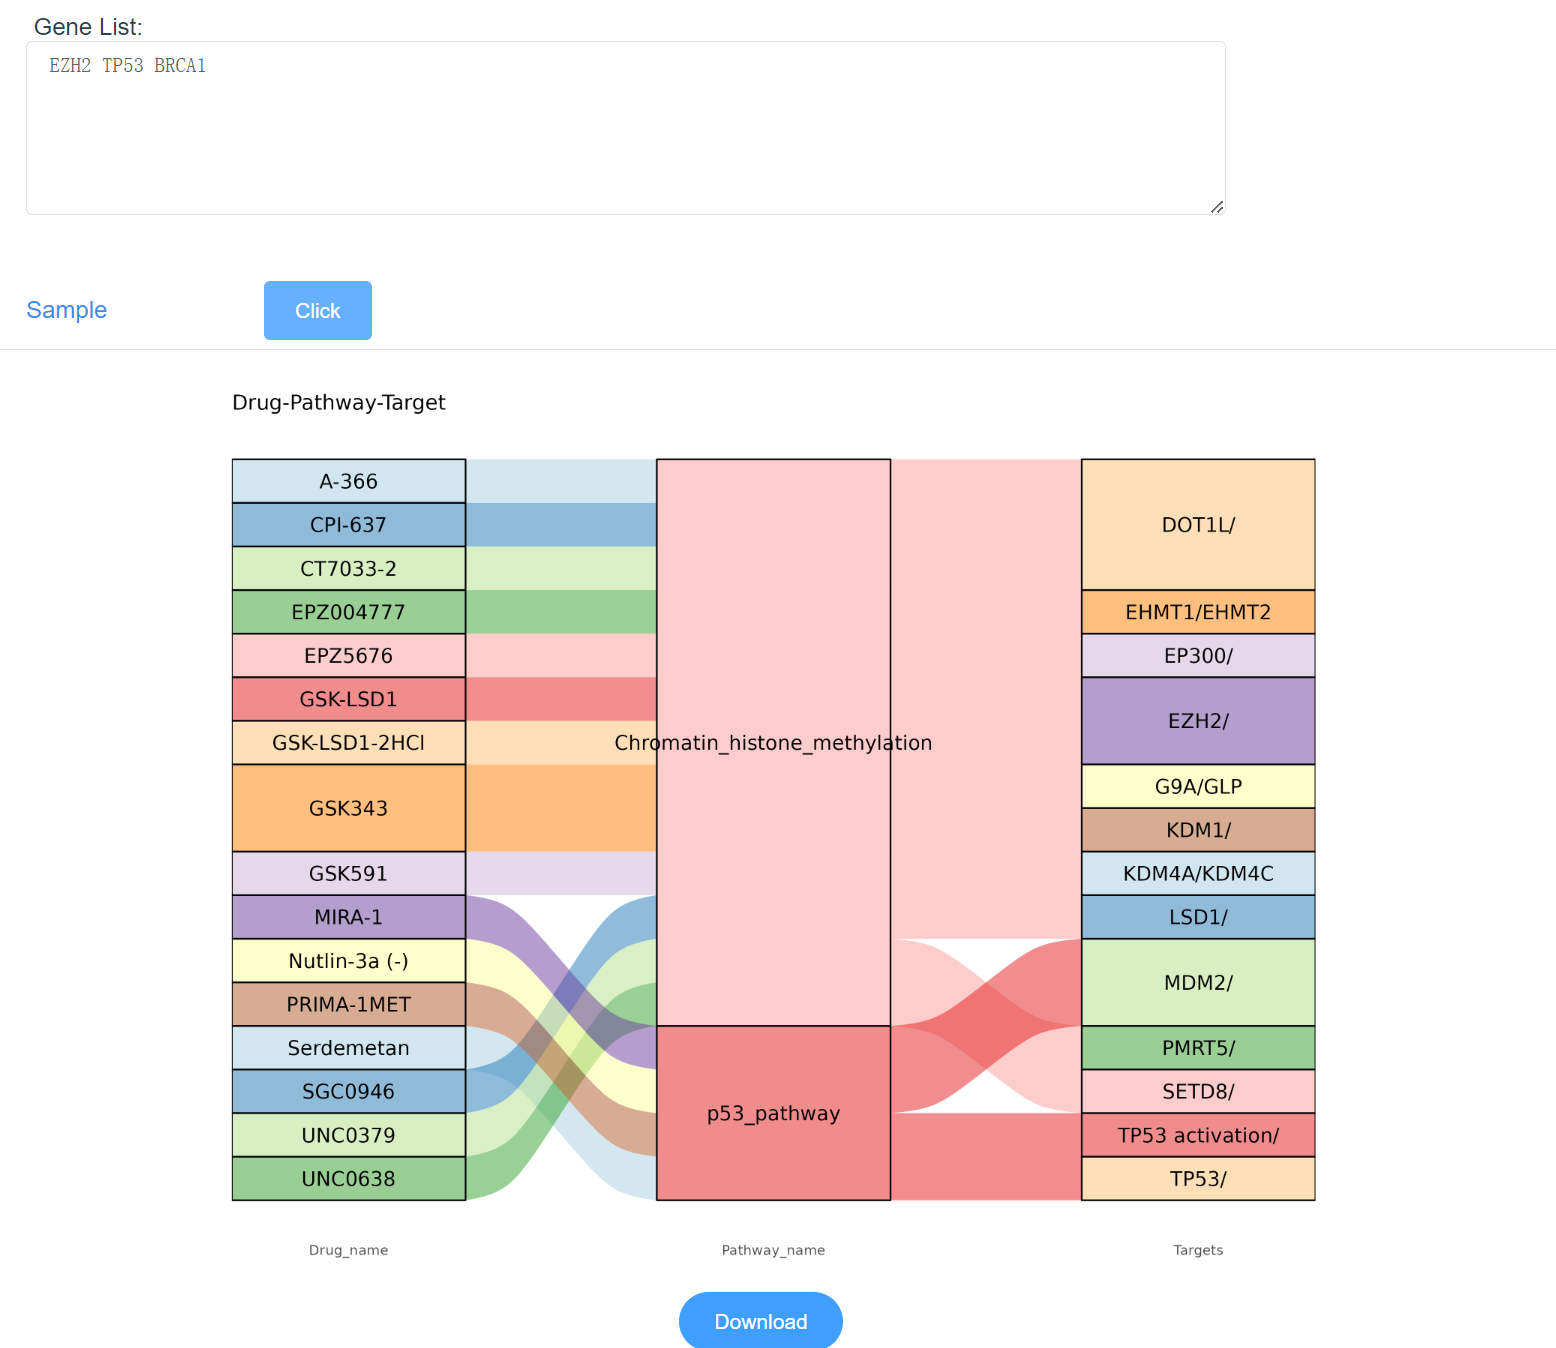 Gene List:
EZH2 TP53 BRCA1
Sample
Click
Drug-Pathway-Target
A-366
CPI-637
CT7033-2
EPZ004777
EPZ5676
GSK-LSD1
GSK-LSD1-2HCl
GSK343
GSK591
MIRA-1
Nutlin-3a (-)
PRIMA-1MET
Serdemetan
SGC0946
UNC0379
UNC0638
Chromatin_histone_methylation
p53_pathway
DOT1L/
EHMT1/EHMT2
EP300/
EZH2/
G9A/GLP
KDM1/
KDM4A/KDM4C
LSD1/
MDM2/
PMRT5/
SETD8/
TP53 activation/
TP53/
Drug_name
Pathway_name
Targets
Download